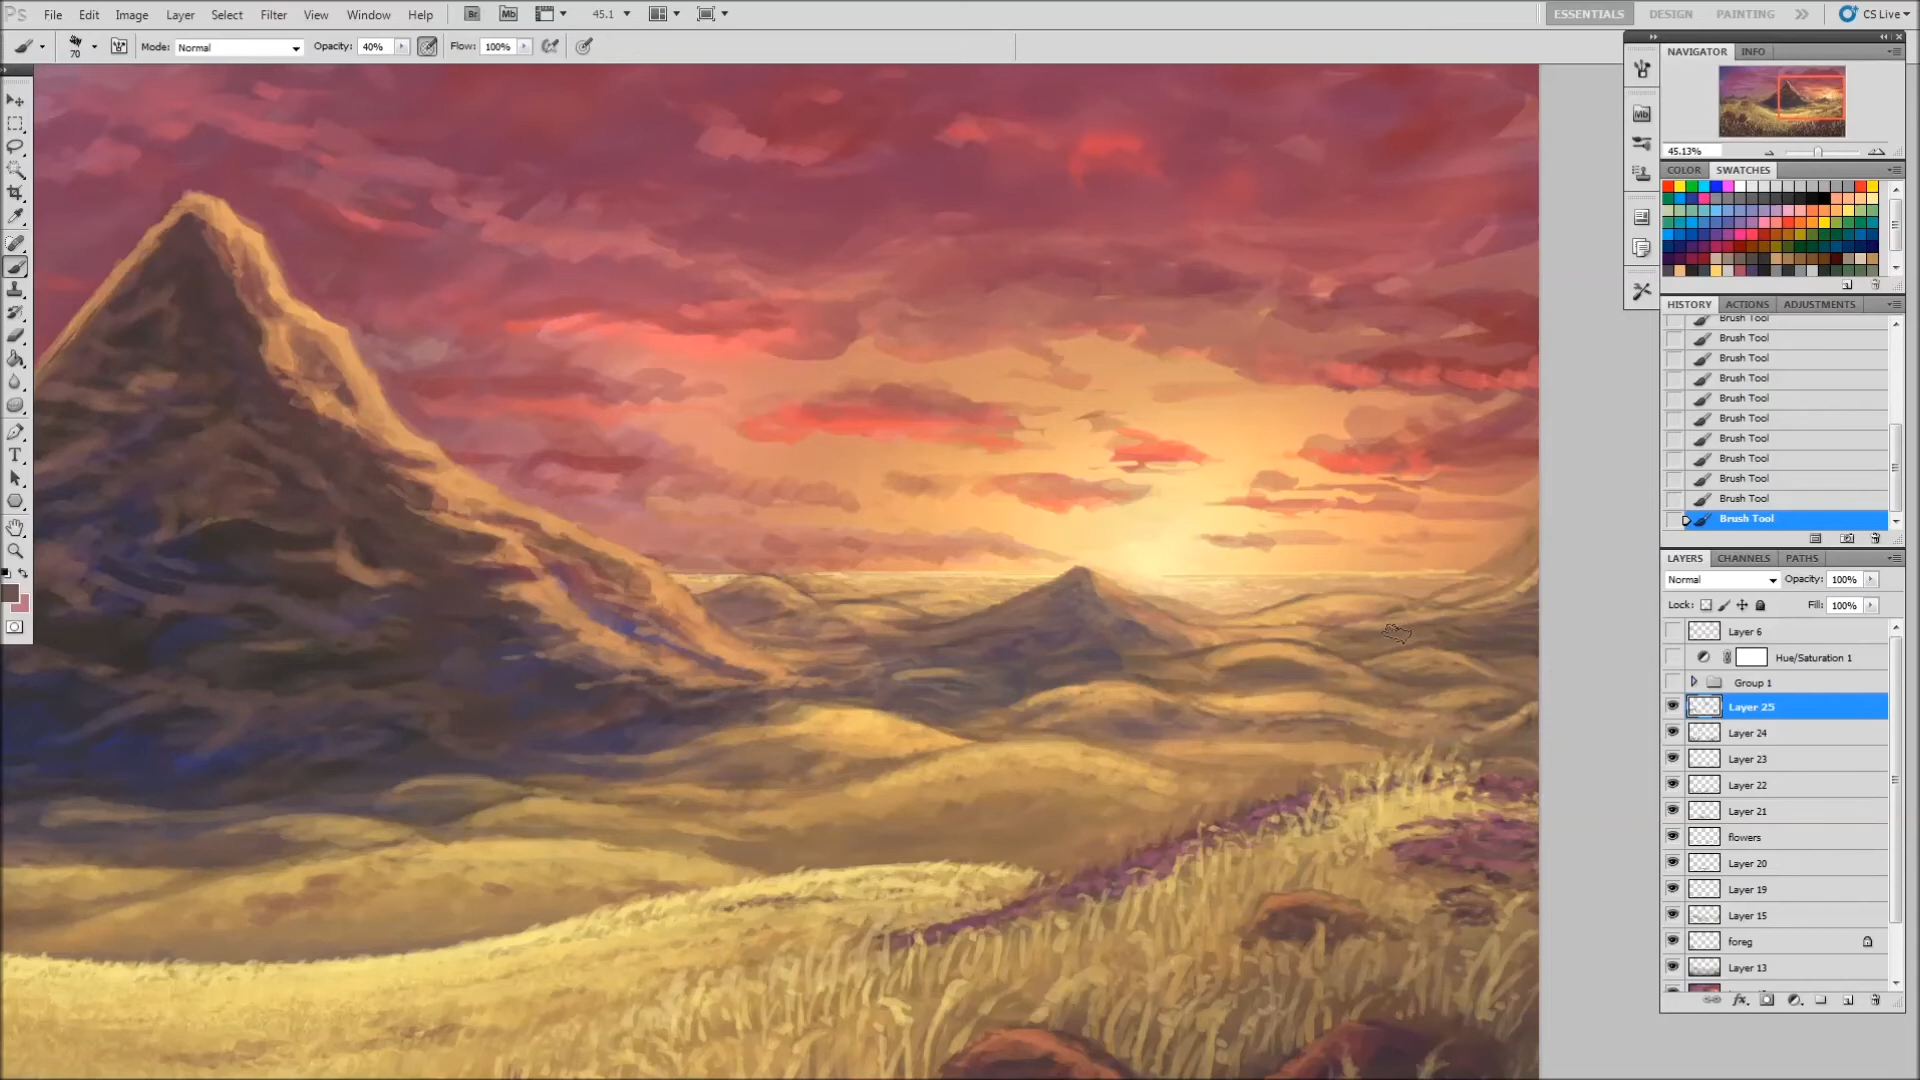 Ps File Edit Image Layer Select Filter View Window Help Br Mb 45.1 ESSENTIALS DESIGN PAINTING CS Live
70 Mode: Normal Opacity: 40% Flow: 100%
NAVIGATOR INFO
Mb
45.13%
COLOR SWATCHES
HISTORY ACTIONS ADJUSTMENTS
Brush Tool
Brush Tool
Brush Tool
Brush Tool
Brush Tool
Brush Tool
Brush Tool
Brush Tool
Brush Tool
Brush Tool
Brush Tool
LAYERS CHANNELS PATHS
Normal Opacity: 100%
Lock: Fill: 100%
Layer 6
Hue/Saturation 1
Group 1
Layer 25
Layer 24
Layer 23
Layer 22
Layer 21
flowers
Layer 20
Layer 19
Layer 15
foreg
Layer 13
fx
T